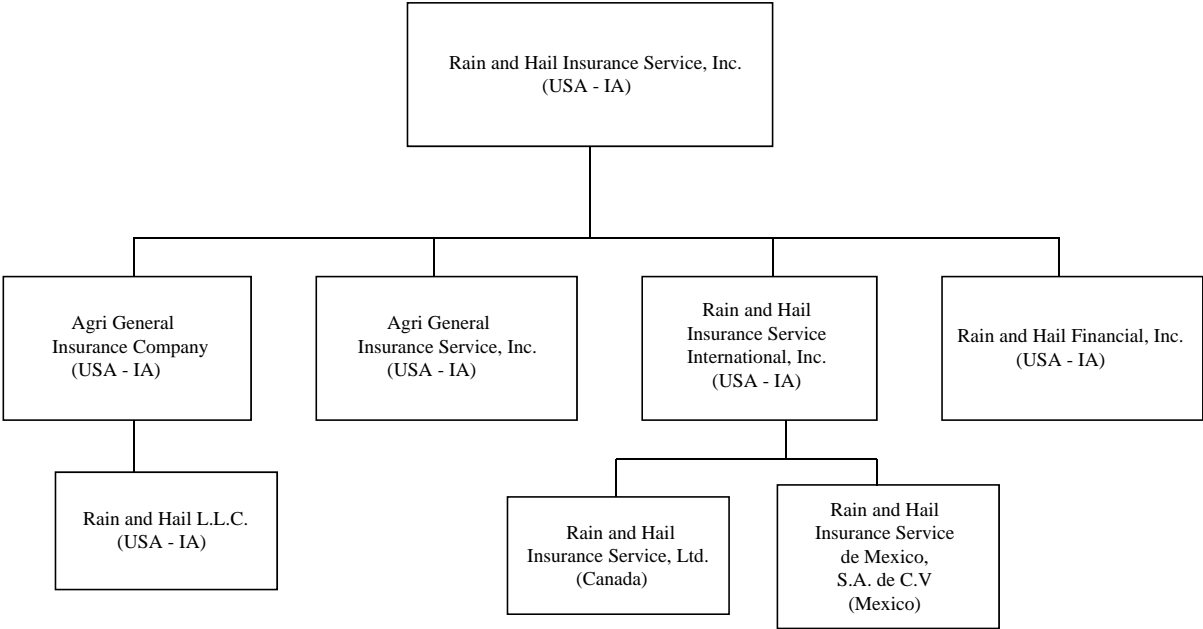 Rain and Hail Insurance Service, Inc.
(USA - IA)
Agri General
Insurance Company
(USA - IA)
Agri General
Insurance Service, Inc.
(USA - IA)
Rain and Hail
Insurance Service
International, Inc.
(USA - IA)
Rain and Hail Financial, Inc.
(USA - IA)
Rain and Hail L.L.C.
(USA - IA)
Rain and Hail
Insurance Service, Ltd.
(Canada)
Rain and Hail
Insurance Service
de Mexico,
S.A. de C.V
(Mexico)